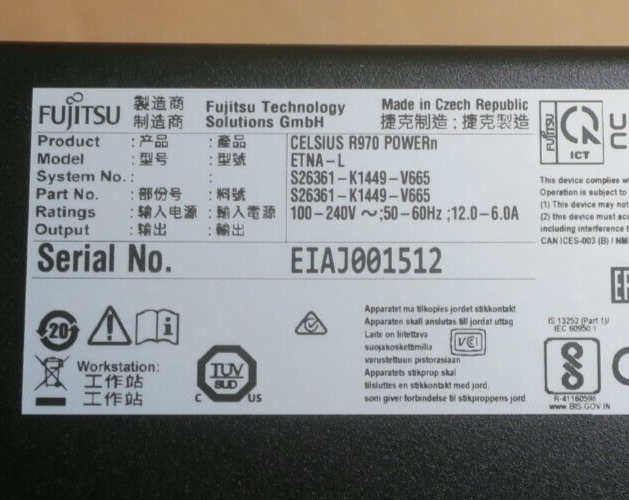 FUJITSU 製造商 Fujitsu Technology Made in Czech Republic
制造商 Solutions GmbH 捷克制造 : 捷克製造
Product : 产品 : 產品 CELSIUS R970 POWERn
Model : 型号 : 型號 ETNA-L
System No. : : S26361-K1449-V665
Part No. : 部份号 : 料號 S26361-K1449-V665
Ratings : 输入电源 : 輸入電源 100-240V ~;50-60Hz;12.0-6.0A
Output : 输出 : 輸出
Serial No. EIAJ001512
FUJITSU
ICT
This device complies w
Operation is subject to
(1) This device may not
(2) this device must acc
including interference t
CAN ICES-003 (B) / NM
20
Workstation:
工作站
工作站
TÜV
SÜD
C US
Apparatet må tilkoples jordet stikkontakt
Apparaten skall anslutas till jordat uttag
Laite on liitettävä
suojakoskettimilla
varustettuun pistorasiaan
Apparatets stikprop skal
tilsluttes en stikkontakt med jord,
som giver forbindelse til stikproppens jord.
VCI
IS 13252 (Part 1)/
IEC 60950.1
R-41160596
www.BIS.GOV.IN